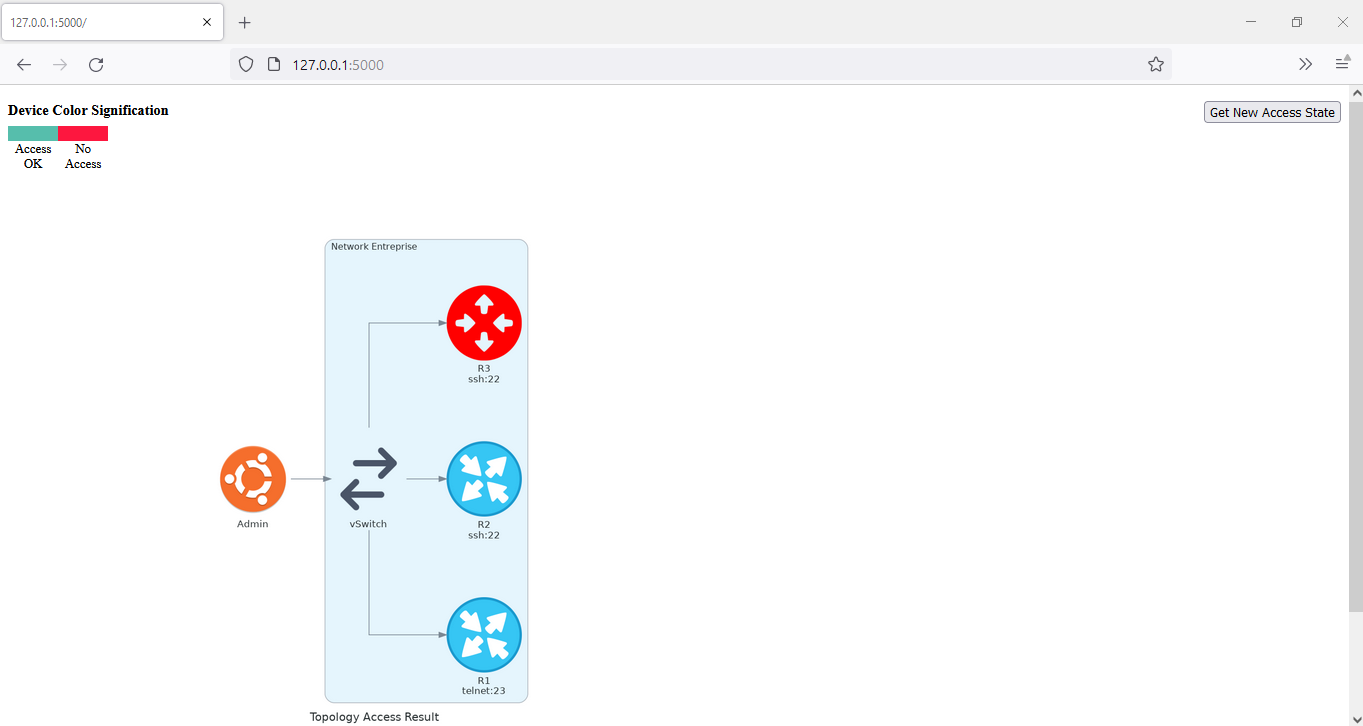 127.0.0.1:5000/
127.0.0.1:5000
Device Color Signification
Get New Access State
Access OK
No Access
Network Entreprise
R3
ssh:22
Admin
vSwitch
R2
ssh:22
R1
telnet:23
Topology Access Result